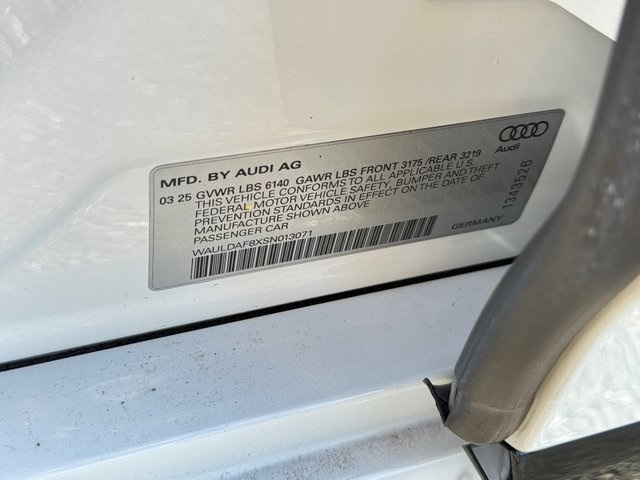 MFD. BY AUDI AG
03 25 GVWR LBS 6140 GAWR LBS FRONT 3175 /REAR 3219
THIS VEHICLE CONFORMS TO ALL APPLICABLE U.S.
FEDERAL MOTOR VEHICLE SAFETY, BUMPER AND THEFT
PREVENTION STANDARDS IN EFFECT ON THE DATE OF
MANUFACTURE SHOWN ABOVE
PASSENGER CAR
WAULDAF8XSN013071
GERMANY
Audi
1343526